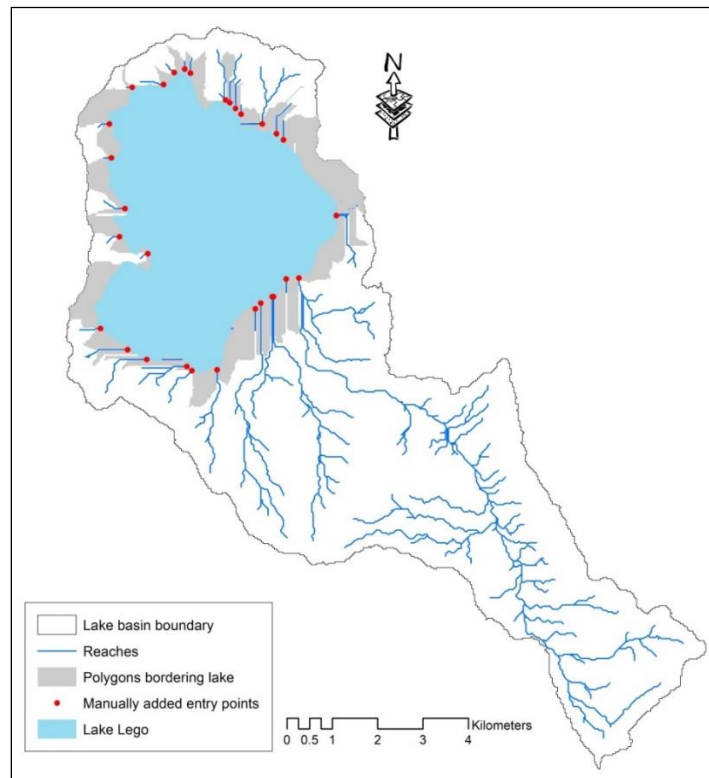 N
Lake basin boundary
Reaches
Polygons bordering lake
Manually added entry points
Lake Lego
Kilometers
0 0.5 1 2 3 4